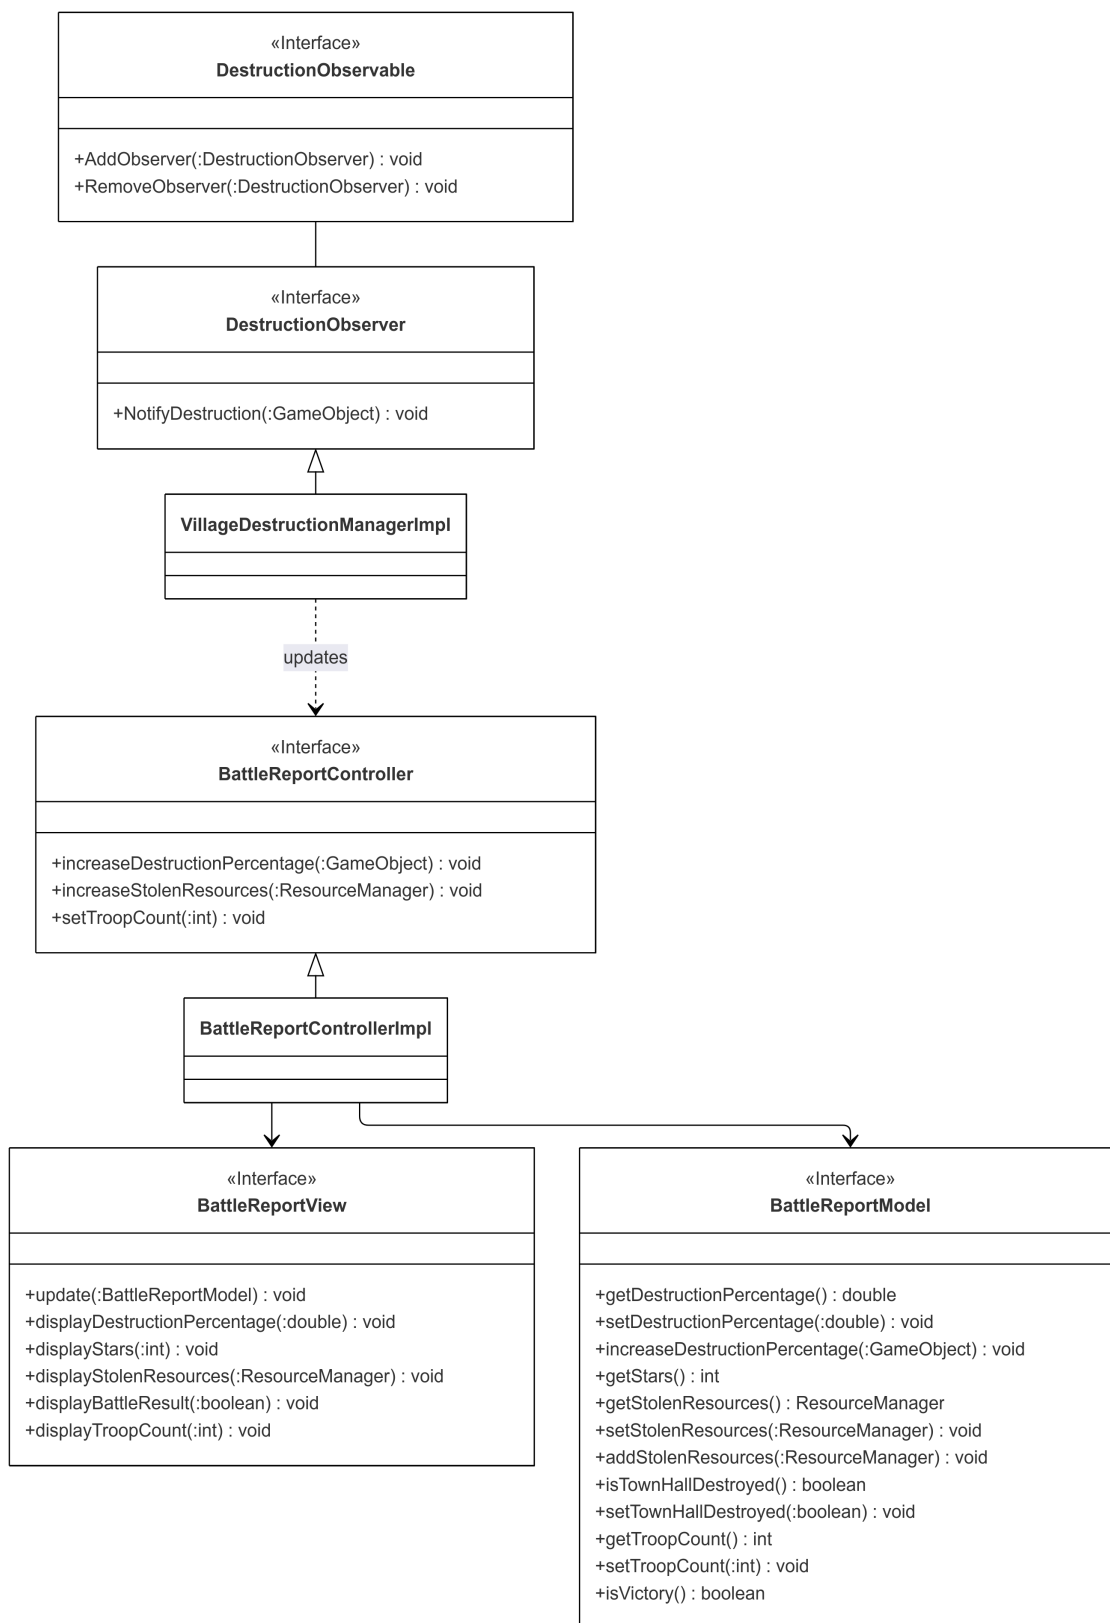 «Interface»
DestructionObservable
+AddObserver(:DestructionObserver) : void
+RemoveObserver(:DestructionObserver) : void
«Interface»
DestructionObserver
+NotifyDestruction(:GameObject) : void
VillageDestructionManagerImpl
updates
«Interface»
BattleReportController
+increaseDestructionPercentage(:GameObject) : void
+increaseStolenResources(:ResourceManager) : void
+setTroopCount(:int) : void
BattleReportControllerImpl
«Interface»
BattleReportView
+update(:BattleReportModel) : void
+displayDestructionPercentage(:double) : void
+displayStars(:int) : void
+displayStolenResources(:ResourceManager) : void
+displayBattleResult(:boolean) : void
+displayTroopCount(:int) : void
«Interface»
BattleReportModel
+getDestructionPercentage() : double
+setDestructionPercentage(:double) : void
+increaseDestructionPercentage(:GameObject) : void
+getStars() : int
+getStolenResources() : ResourceManager
+setStolenResources(:ResourceManager) : void
+addStolenResources(:ResourceManager) : void
+isTownHallDestroyed() : boolean
+setTownHallDestroyed(:boolean) : void
+getTroopCount() : int
+setTroopCount(:int) : void
+isVictory() : boolean